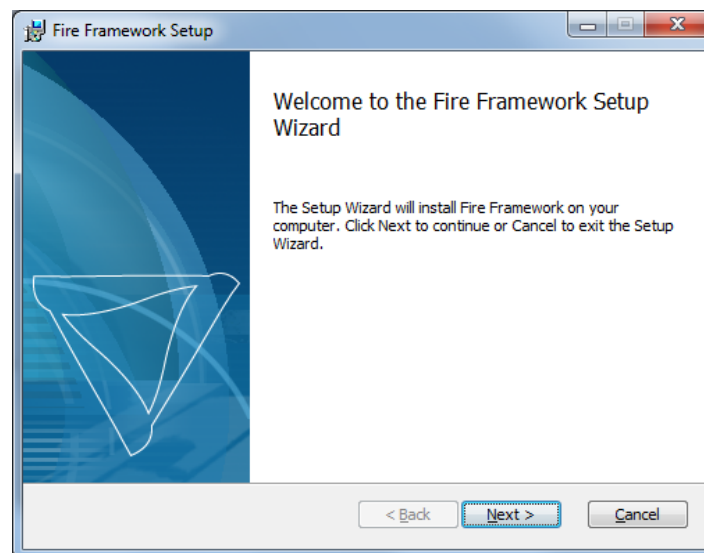 Fire Framework Setup
Welcome to the Fire Framework Setup
Wizard
The Setup Wizard will install Fire Framework on your
computer. Click Next to continue or Cancel to exit the Setup
Wizard.
< Back
Next >
Cancel